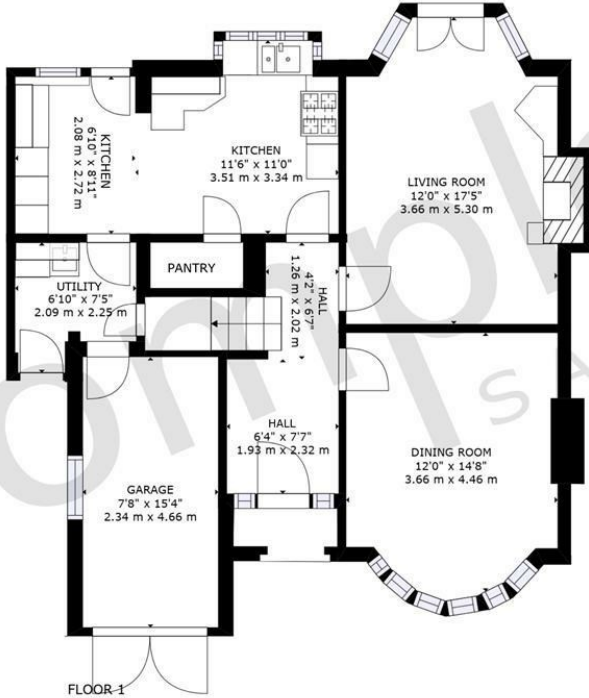 KITCHEN
6'10" x 8'11"
2.08 m x 2.72 m
KITCHEN
11'6" x 11'0"
3.51 m x 3.34 m
LIVING ROOM
12'0" x 17'5"
3.66 m x 5.30 m
PANTRY
UTILITY
6'10" x 7'5"
2.09 m x 2.25 m
HALL
4'2" x 6'7"
1.26 m x 2.02 m
HALL
6'4" x 7'7"
1.93 m x 2.32 m
DINING ROOM
12'0" x 14'8"
3.66 m x 4.46 m
GARAGE
7'8" x 15'4"
2.34 m x 4.66 m
FLOOR 1